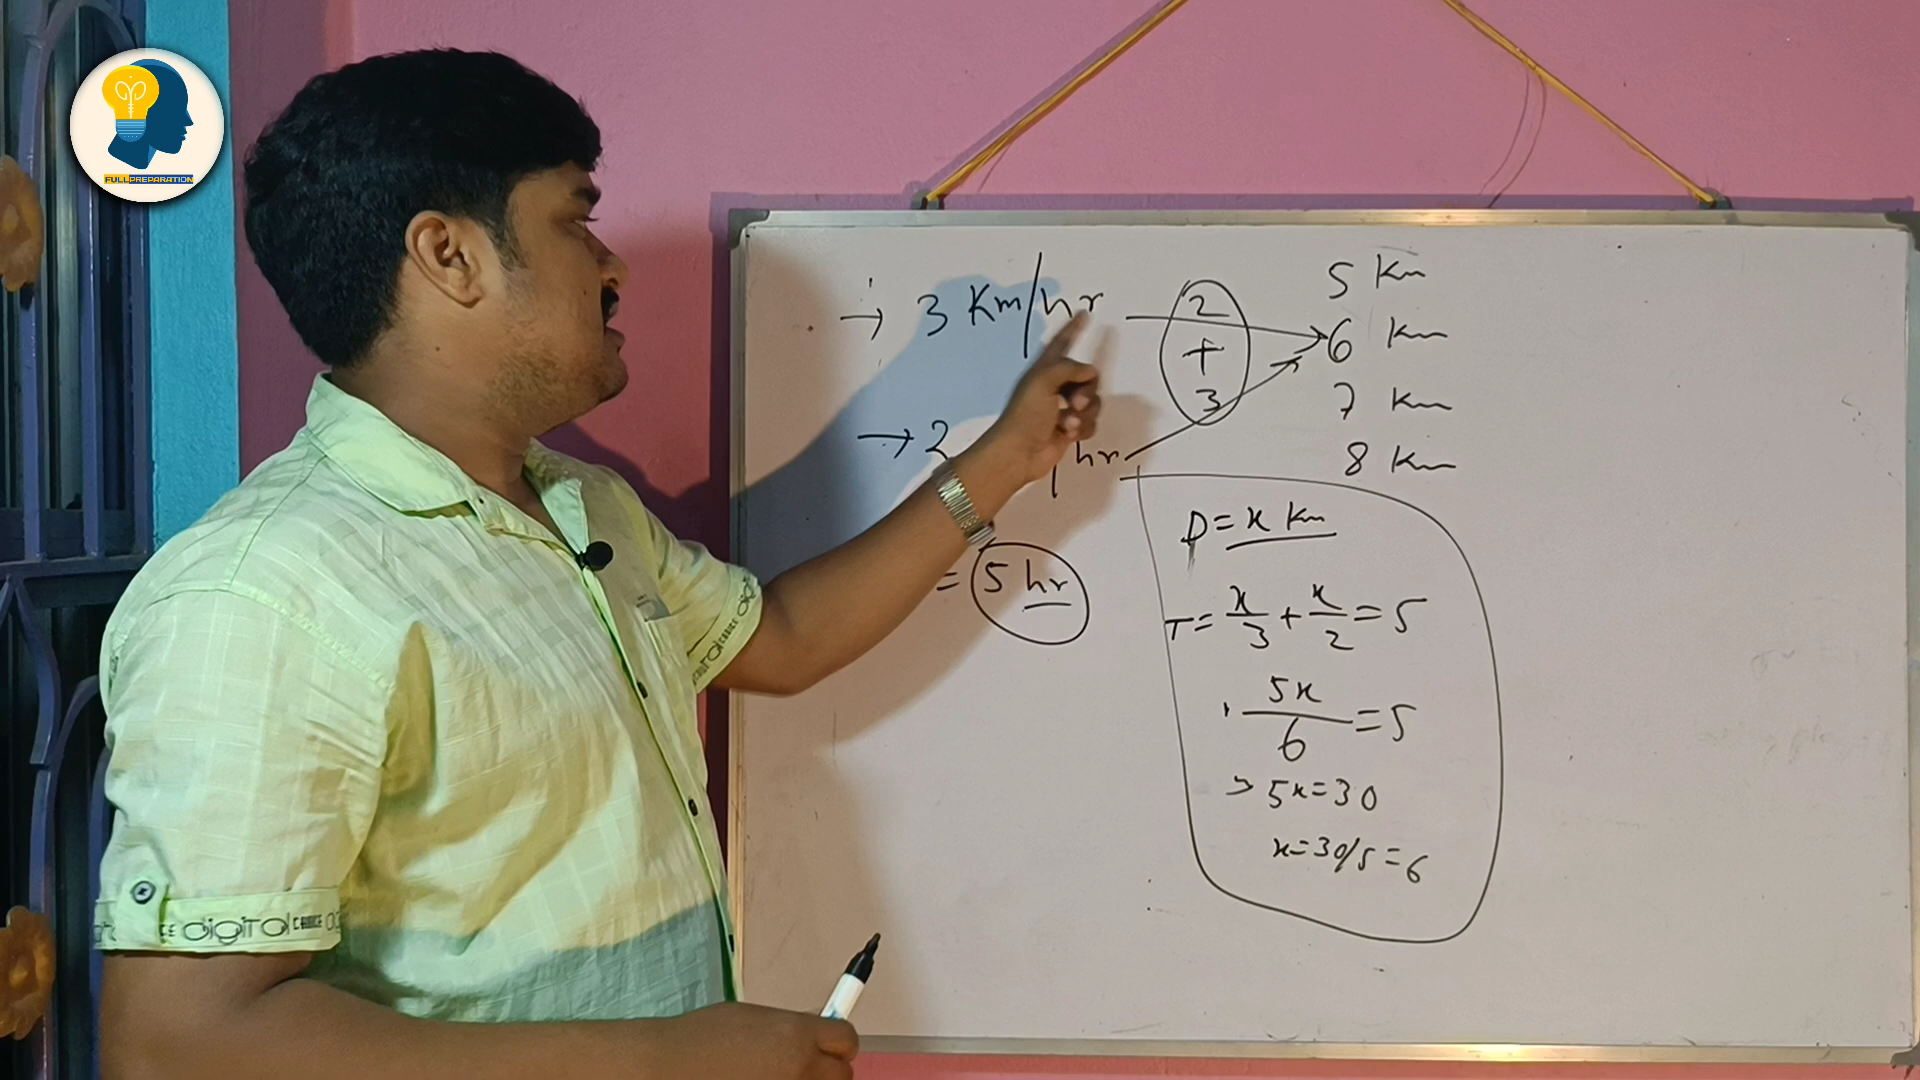 FULLPREPARATION
→ 3 Km/hr
→ 2 /hr
= 5 hr
2
+
3
5 Km
6 Km
7 Km
8 Km
D = x Km
T = x/3 + x/2 = 5
5x/6 = 5
→ 5x = 30
x = 30/5 = 6
digital CHOICE